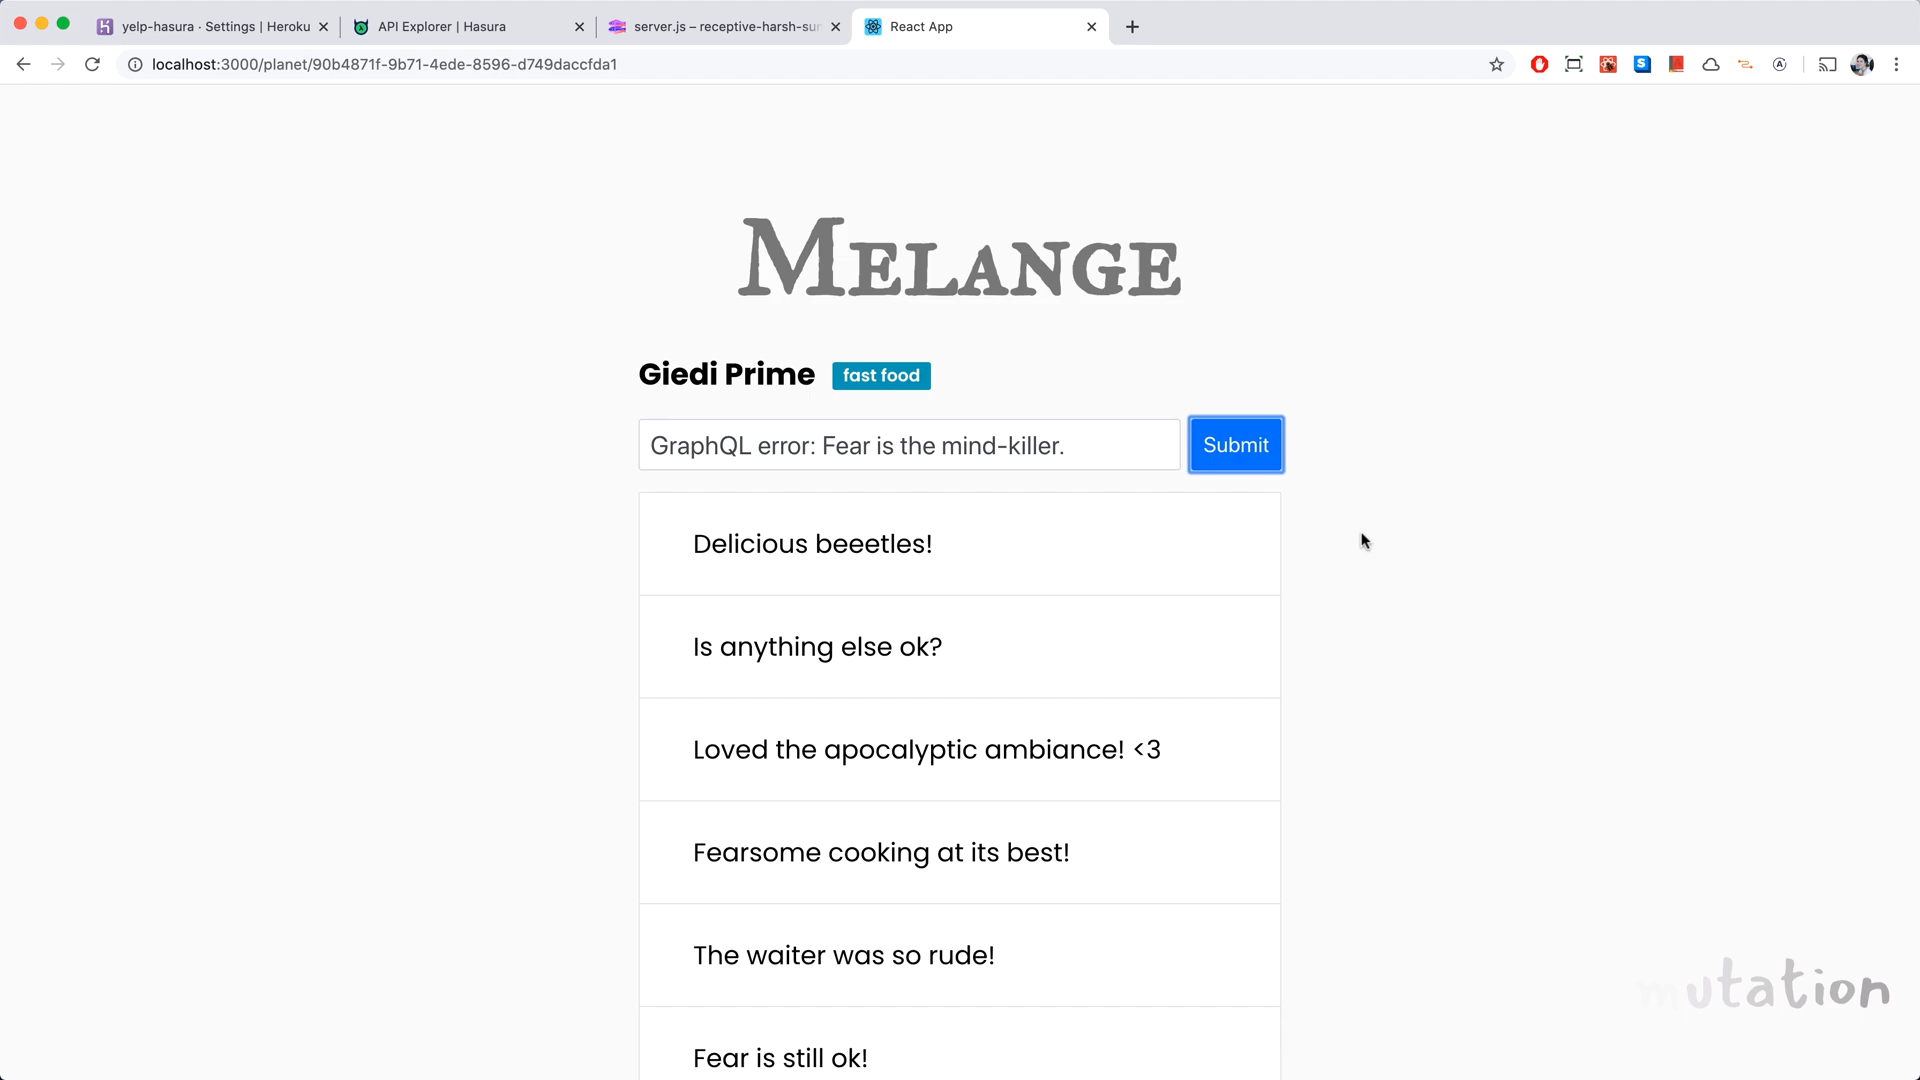 yelp-hasura · Settings | Heroku
API Explorer | Hasura
server.js – receptive-harsh-sun
React App
localhost:3000/planet/90b4871f-9b71-4ede-8596-d749daccfda1
Melange
Giedi Prime fast food
GraphQL error: Fear is the mind-killer. Submit
Delicious beeetles!
Is anything else ok?
Loved the apocalyptic ambiance! <3
Fearsome cooking at its best!
The waiter was so rude!
Fear is still ok!
mutation